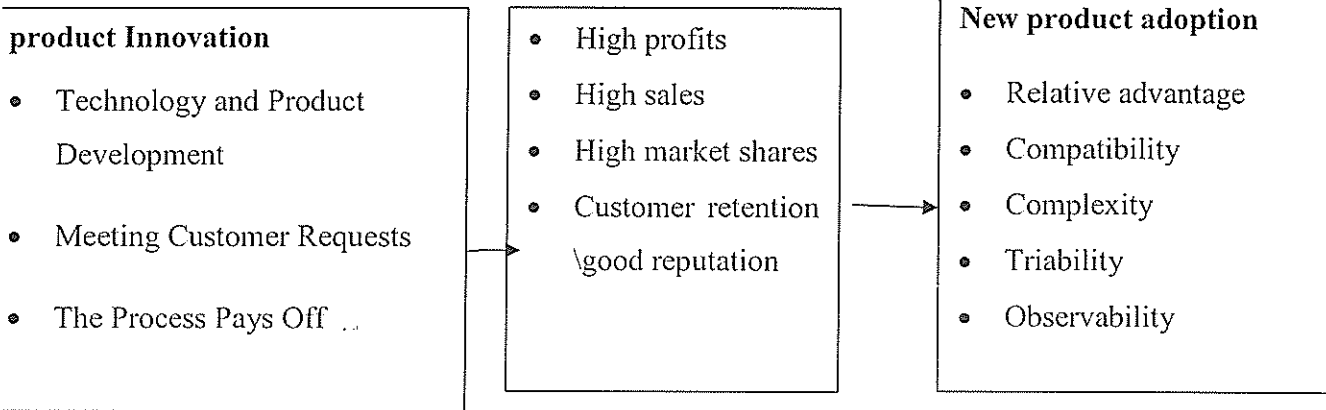 product Innovation
• Technology and Product
Development
• Meeting Customer Requests
• The Process Pays Off ..
• High profits
• High sales
• High market shares
• Customer retention
\good reputation
New product adoption
• Relative advantage
• Compatibility
• Complexity
• Triability
• Observability